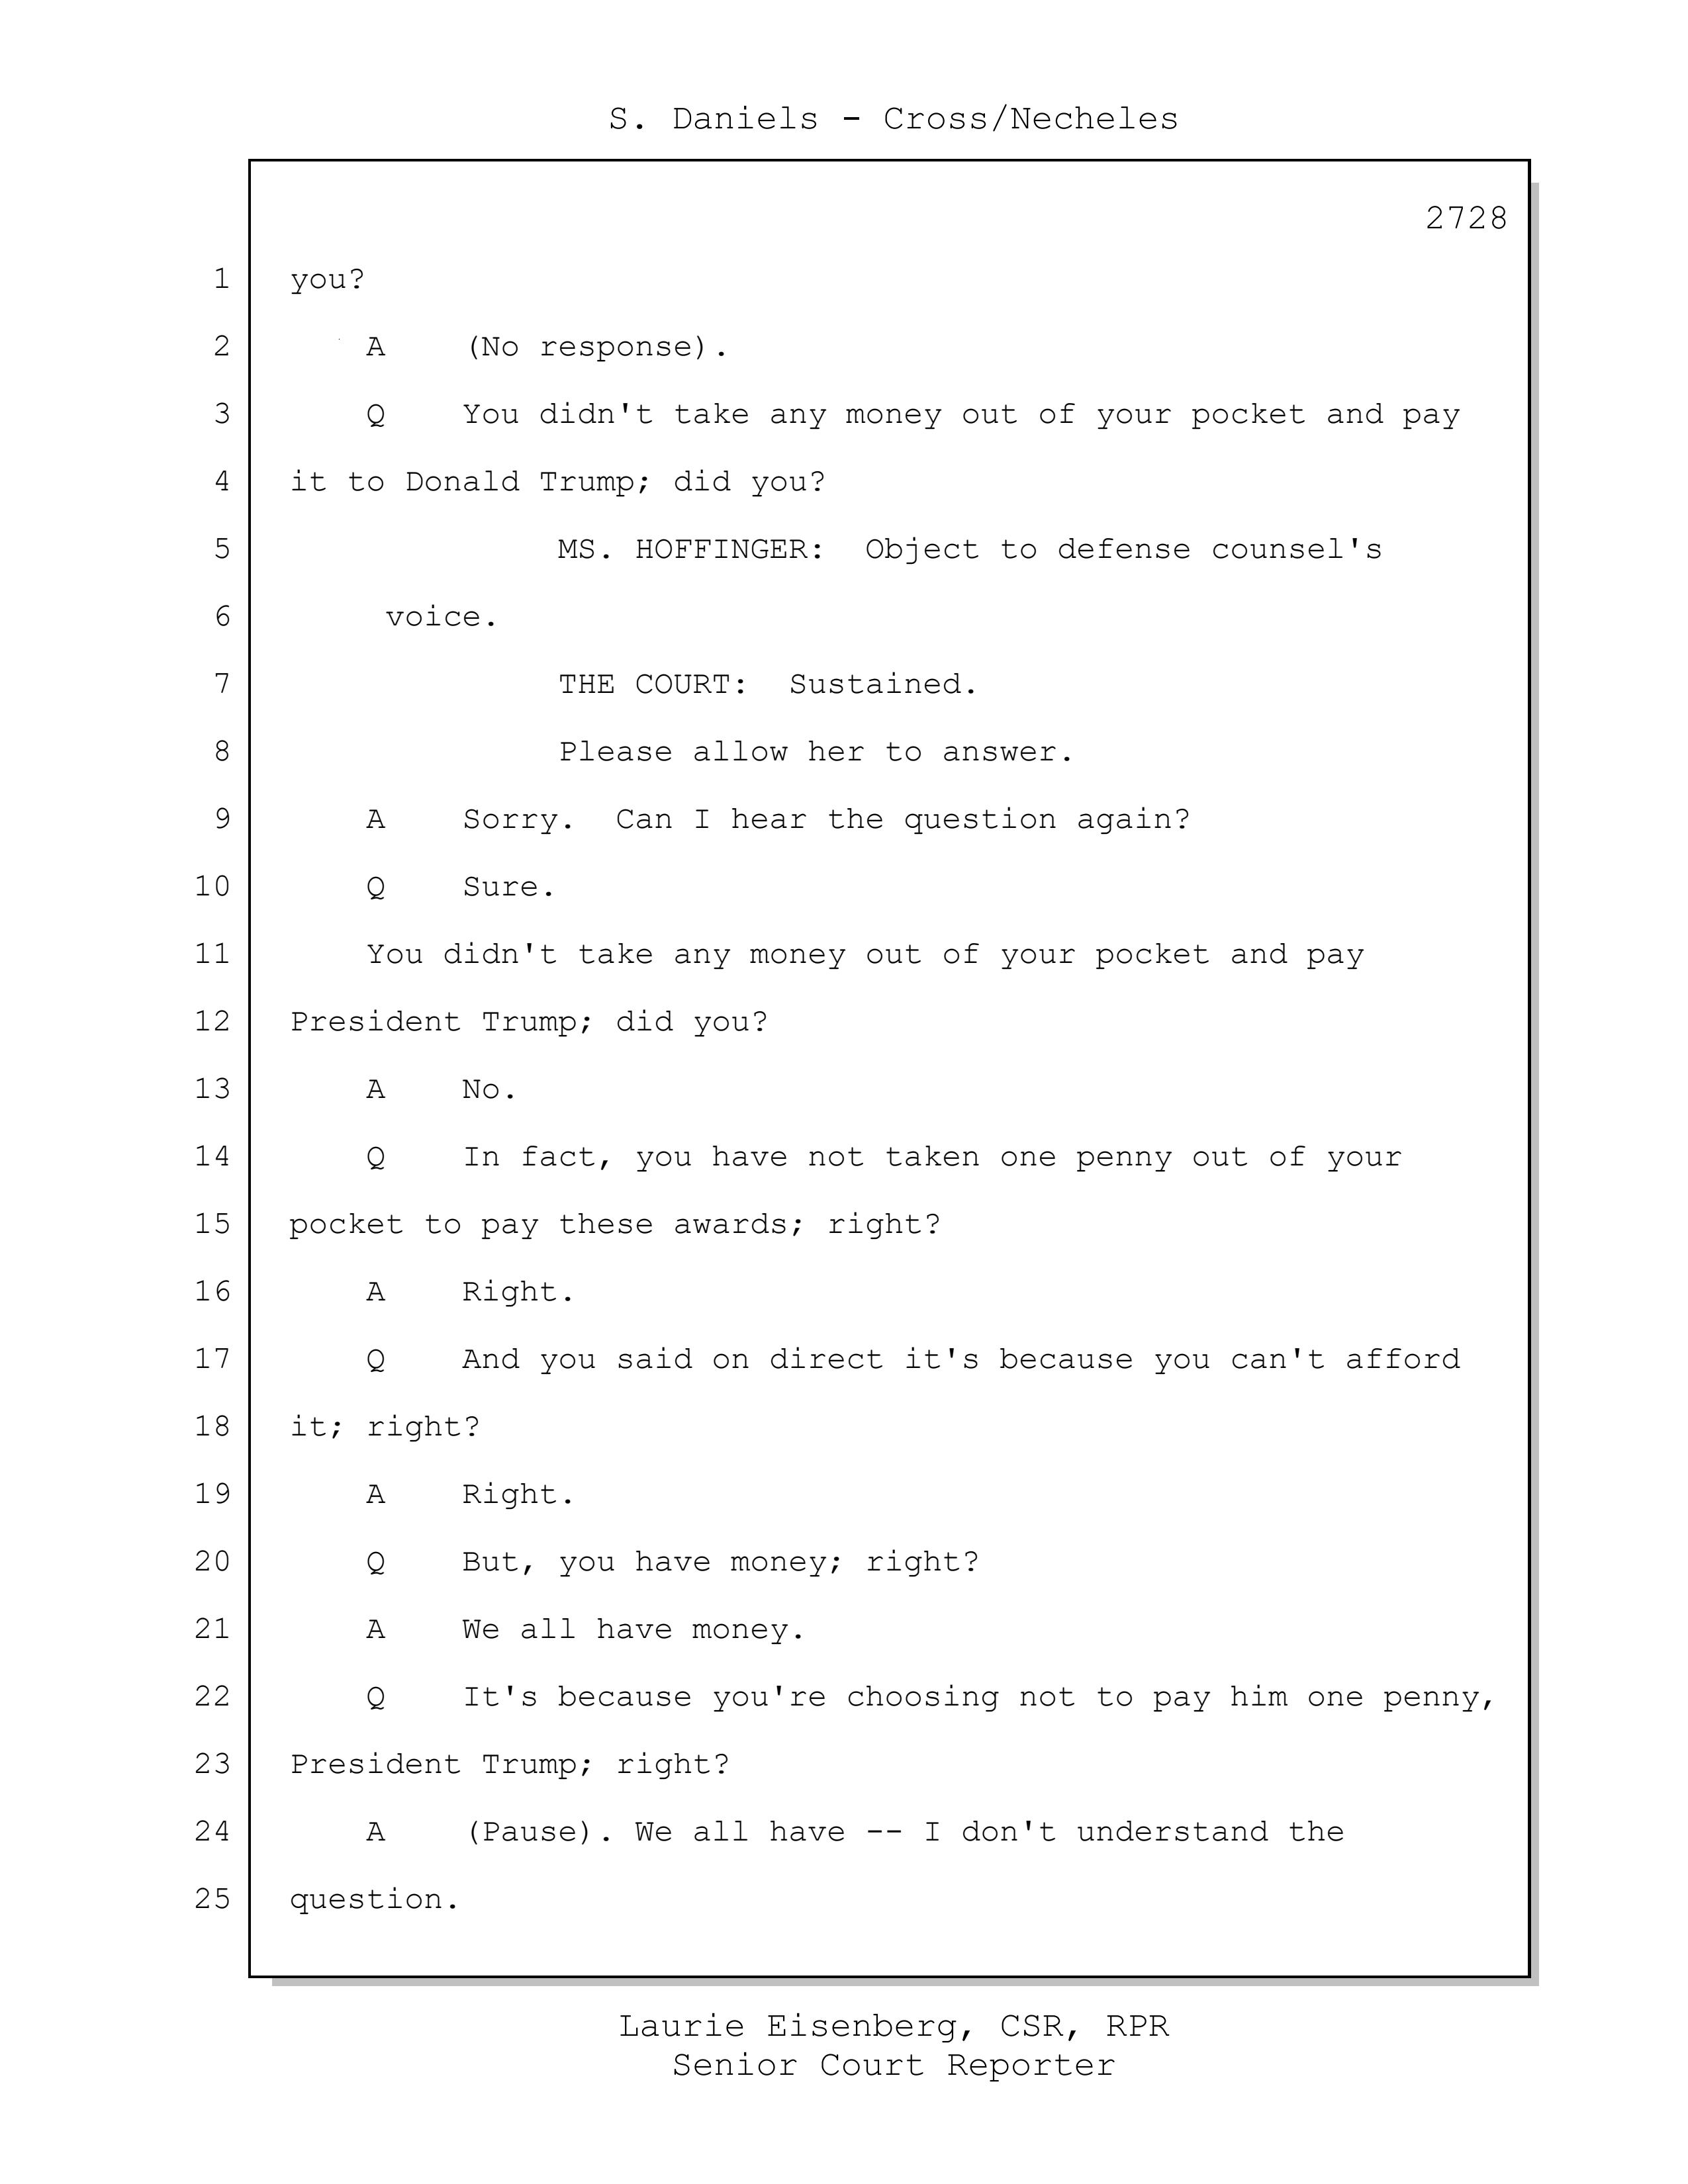 S. Daniels - Cross/Necheles
2728
1 you?
2 A (No response).
3 Q You didn't take any money out of your pocket and pay
4 it to Donald Trump; did you?
5 MS. HOFFINGER: Object to defense counsel's
6 voice.
7 THE COURT: Sustained.
8 Please allow her to answer.
9 A Sorry. Can I hear the question again?
10 Q Sure.
11 You didn't take any money out of your pocket and pay
12 President Trump; did you?
13 A No.
14 Q In fact, you have not taken one penny out of your
15 pocket to pay these awards; right?
16 A Right.
17 Q And you said on direct it's because you can't afford
18 it; right?
19 A Right.
20 Q But, you have money; right?
21 A We all have money.
22 Q It's because you're choosing not to pay him one penny,
23 President Trump; right?
24 A (Pause). We all have -- I don't understand the
25 question.
Laurie Eisenberg, CSR, RPR
Senior Court Reporter